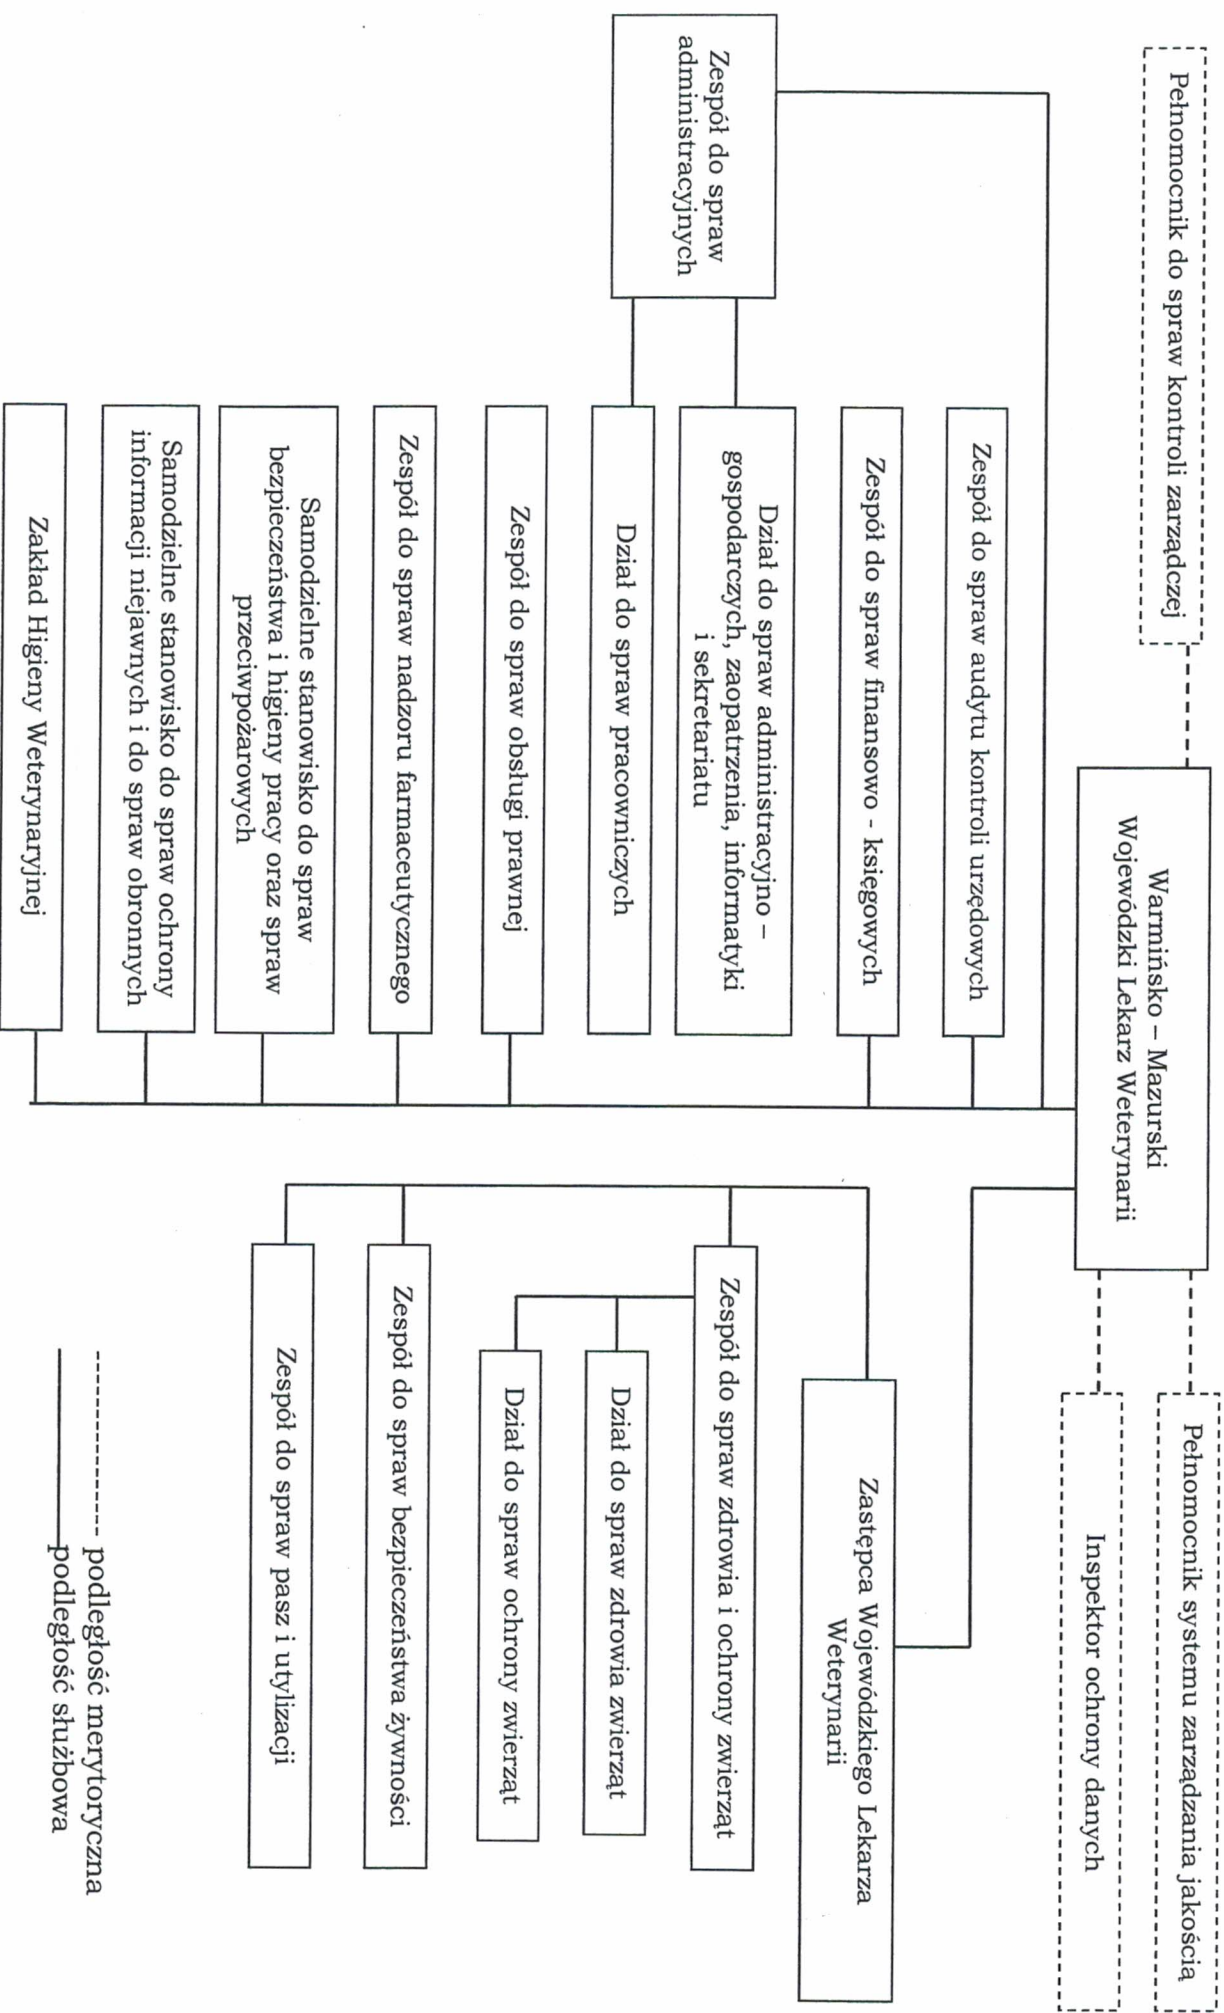 Pełnomocnik do spraw kontroli zarządczej
Warmińsko – Mazurski
Wojewódzki Lekarz Weterynarii
Pełnomocnik systemu zarządzania jakością
Inspektor ochrony danych
Zespół do spraw
administracyjnych
Zespół do spraw audytu kontroli urzędowych
Zespół do spraw finansowo - księgowych
Dział do spraw administracyjno –
gospodarczych, zaopatrzenia, informatyki
i sekretariatu
Dział do spraw pracowniczych
Zespół do spraw obsługi prawnej
Zespół do spraw nadzoru farmaceutycznego
Samodzielne stanowisko do spraw
bezpieczeństwa i higieny pracy oraz spraw
przeciwpożarowych
Samodzielne stanowisko do spraw ochrony
informacji niejawnych i do spraw obronnych
Zakład Higieny Weterynaryjnej
Zastępca Wojewódzkiego Lekarza
Weterynarii
Zespół do spraw zdrowia i ochrony zwierząt
Dział do spraw zdrowia zwierząt
Dział do spraw ochrony zwierząt
Zespół do spraw bezpieczeństwa żywności
Zespół do spraw pasz i utylizacji
podległość merytoryczna
podległość służbowa